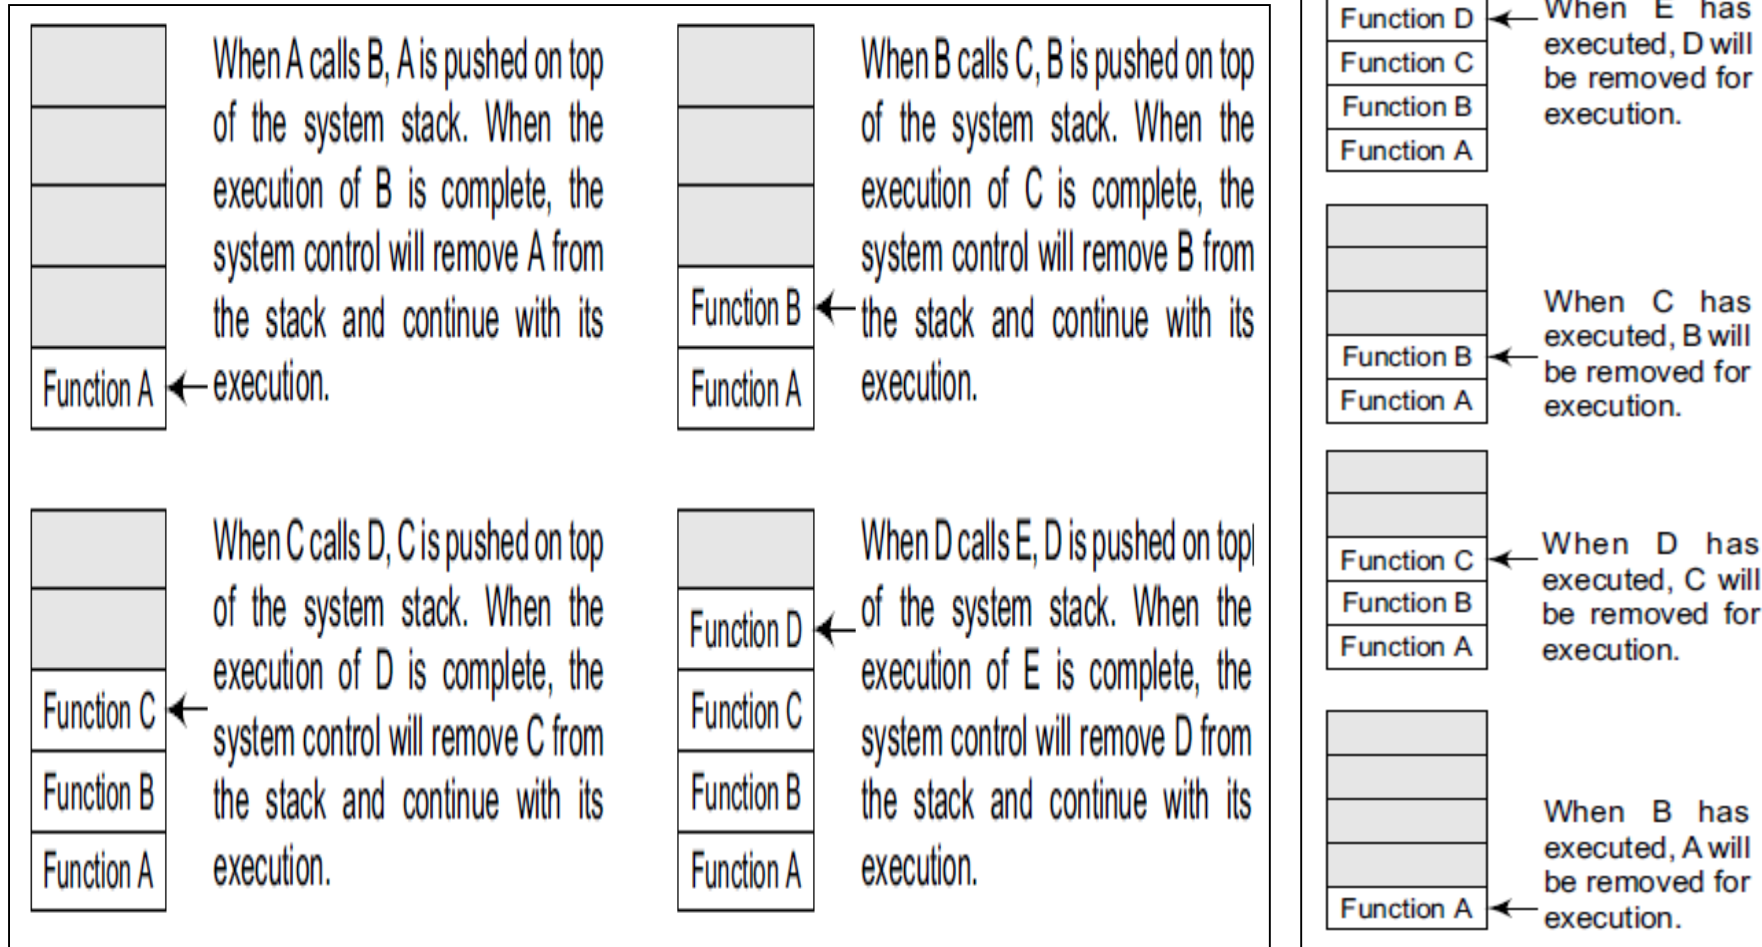 When A calls B, A is pushed on top
of the system stack. When the
execution of B is complete, the
system control will remove A from
the stack and continue with its
execution.
Function A
When B calls C, B is pushed on top
of the system stack. When the
execution of C is complete, the
system control will remove B from
the stack and continue with its
execution.
Function B
Function A
When C calls D, C is pushed on top
of the system stack. When the
execution of D is complete, the
system control will remove C from
the stack and continue with its
execution.
Function C
Function B
Function A
When D calls E, D is pushed on top
of the system stack. When the
execution of E is complete, the
system control will remove D from
the stack and continue with its
execution.
Function D
Function C
Function B
Function A
Function D
Function C
Function B
Function A
When E has
executed, D will
be removed for
execution.
Function B
Function A
When C has
executed, B will
be removed for
execution.
Function C
Function B
Function A
When D has
executed, C will
be removed for
execution.
Function A
When B has
executed, A will
be removed for
execution.